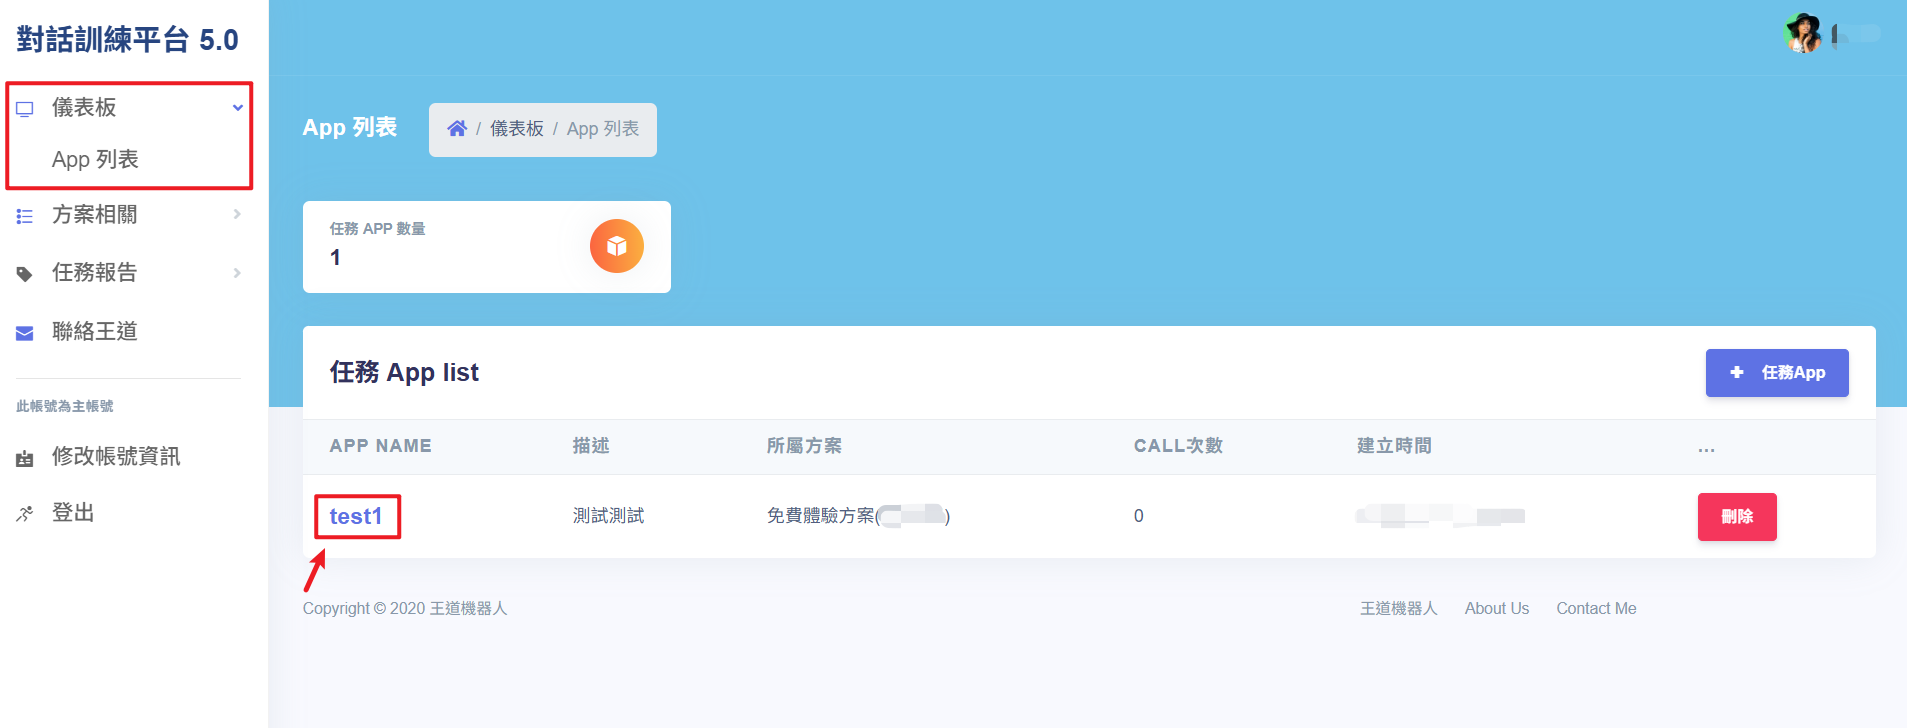 對話訓練平台 5.0
儀表板
App 列表
方案相關
任務報告
聯絡王道
此帳號為主帳號
修改帳號資訊
登出
App 列表
/ 儀表板 / App 列表
任務 APP 數量
1
任務 App list
任務App
APP NAME 描述 所屬方案 CALL次數 建立時間 ...
test1 測試測試 免費體驗方案( ) 0 刪除
Copyright © 2020 王道機器人
王道機器人 About Us Contact Me